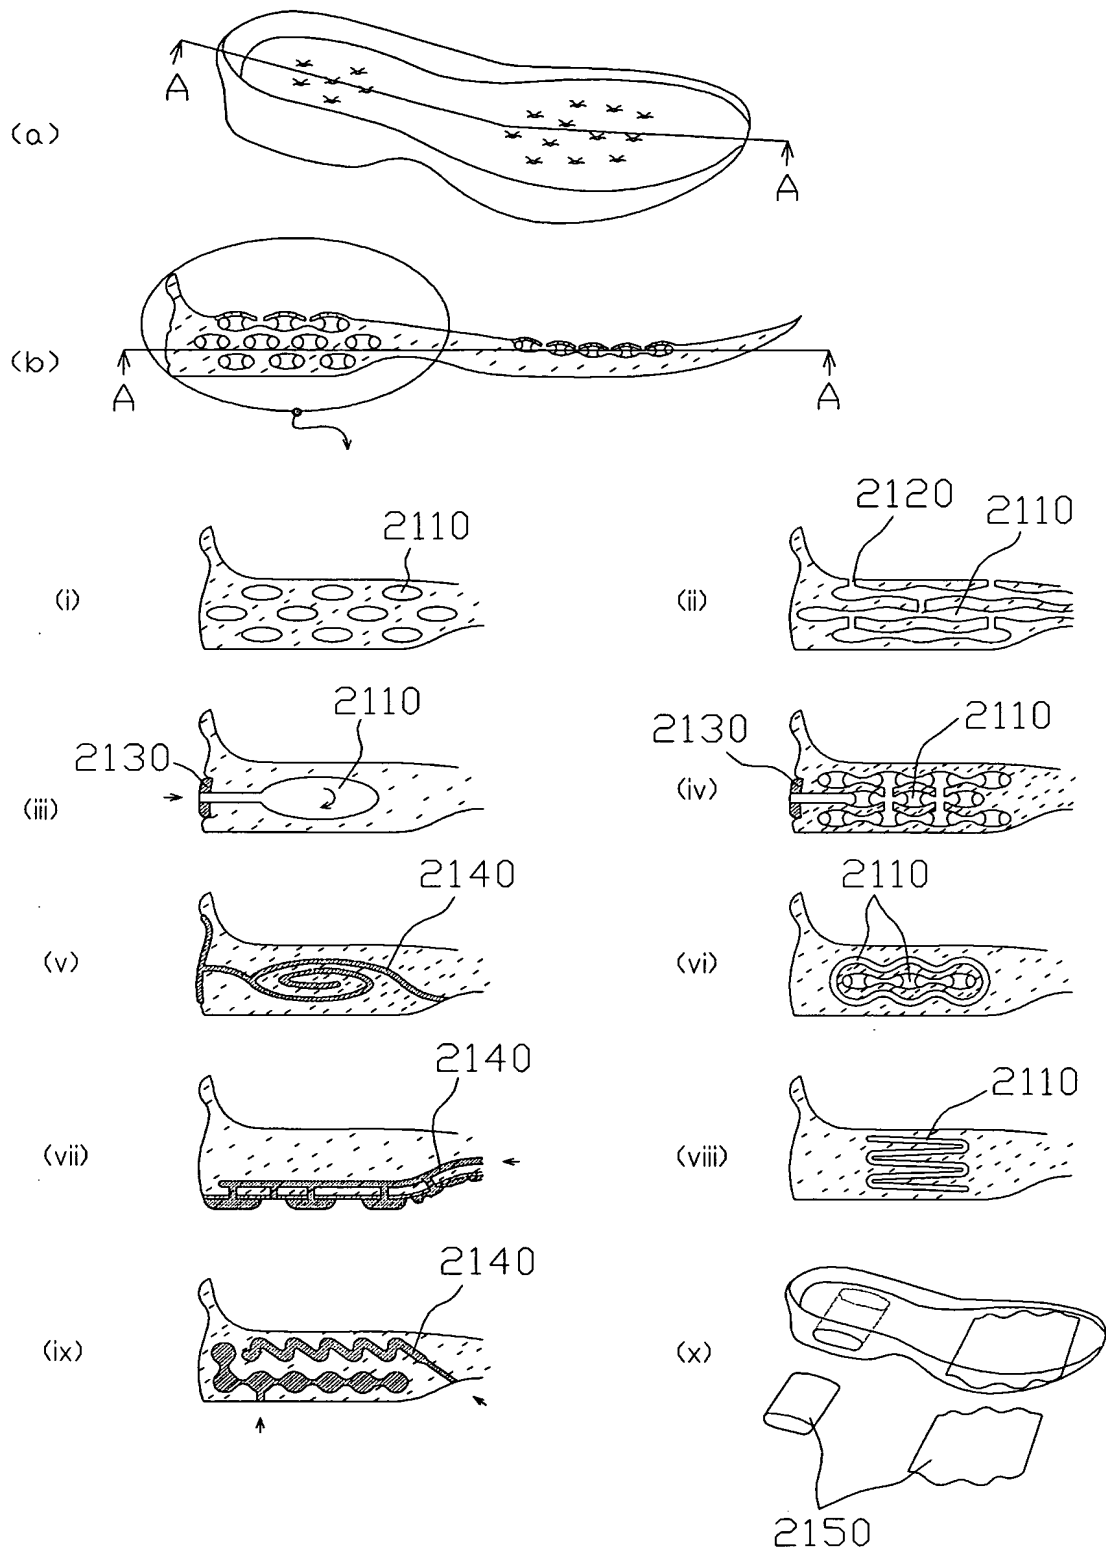 A
(a)
A
(b)
A
A
2110
2120
2110
(i)
(ii)
2110
2130
2110
2130
(iii)
(iv)
2140
2110
(v)
(vi)
2140
2110
(vii)
(viii)
2140
(ix)
(x)
2150